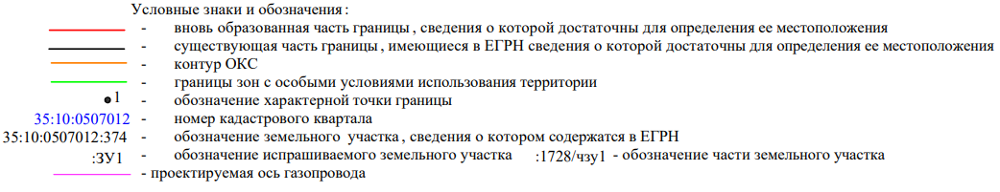 Условные знаки и обозначения:
- вновь образованная часть границы, сведения о которой достаточны для определения ее местоположения
- существующая часть границы, имеющиеся в ЕГРН сведения о которой достаточны для определения ее местоположения
- контур ОКС
- границы зон с особыми условиями использования территории
1 - обозначение характерной точки границы
35:10:0507012 - номер кадастрового квартала
35:10:0507012:374 - обозначение земельного участка, сведения о котором содержатся в ЕГРН
:ЗУ1 - обозначение испрашиваемого земельного участка :1728/чзу1 - обозначение части земельного участка
- проектируемая ось газопровода